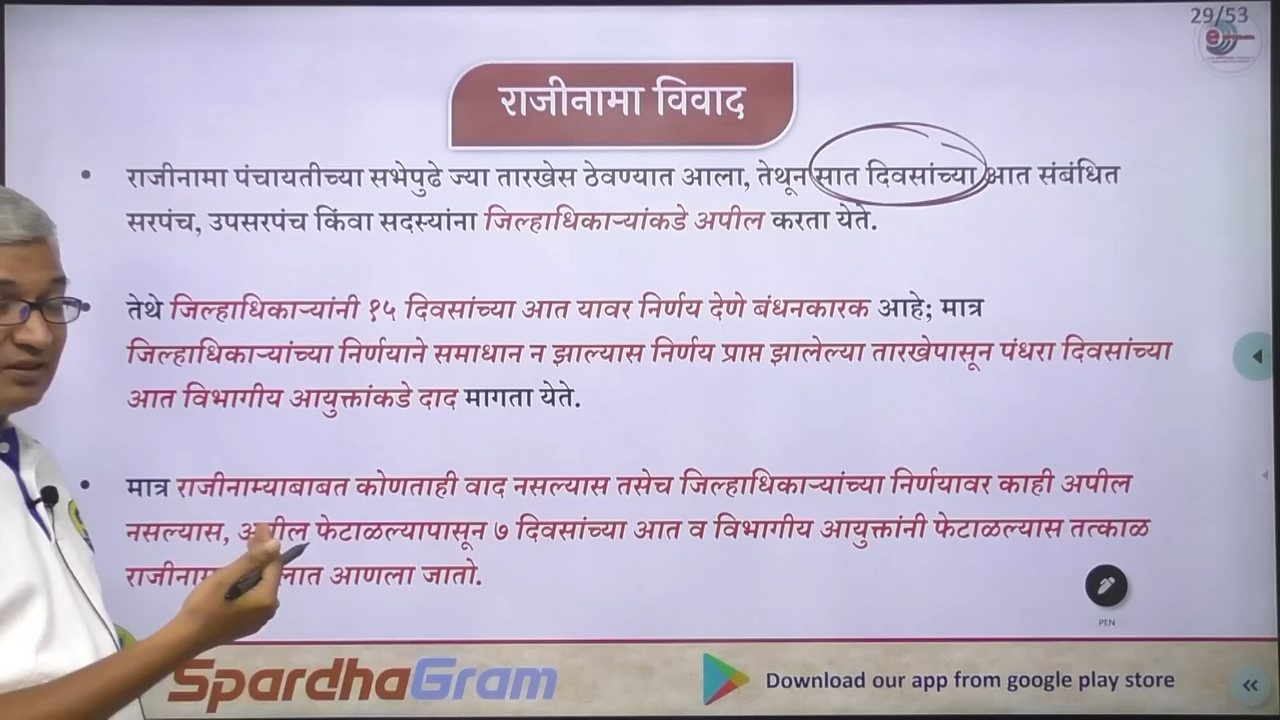 29/53
राजीनामा विवाद
• राजीनामा पंचायतीच्या सभेपुढे ज्या तारखेस ठेवण्यात आला, तेथून सात दिवसांच्या आत संबंधित
सरपंच, उपसरपंच किंवा सदस्यांना जिल्हाधिकाऱ्यांकडे अपील करता येते.
• तेथे जिल्हाधिकाऱ्यांनी १५ दिवसांच्या आत यावर निर्णय देणे बंधनकारक आहे; मात्र
जिल्हाधिकाऱ्यांच्या निर्णयाने समाधान न झाल्यास निर्णय प्राप्त झालेल्या तारखेपासून पंधरा दिवसांच्या
आत विभागीय आयुक्तांकडे दाद मागता येते.
• मात्र राजीनाम्याबाबत कोणताही वाद नसल्यास तसेच जिल्हाधिकाऱ्यांच्या निर्णयावर काही अपील
नसल्यास, अपील फेटाळल्यापासून ७ दिवसांच्या आत व विभागीय आयुक्तांनी फेटाळल्यास तत्काळ
आणला जातो.
PEN
SpardhaGram
Download our app from google play store